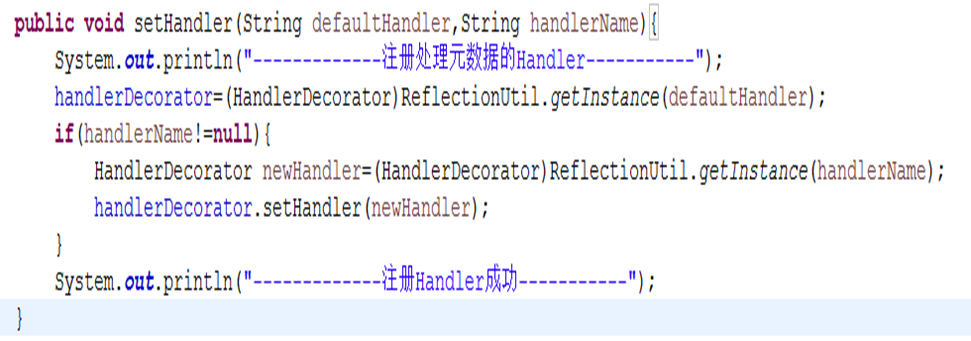 public void setHandler(String defaultHandler,String handlerName){
System.out.println("-------------注册处理元数据的Handler-----------");
handlerDecorator=(HandlerDecorator)ReflectionUtil.getInstance(defaultHandler);
if(handlerName!=null){
HandlerDecorator newHandler=(HandlerDecorator)ReflectionUtil.getInstance(handlerName);
handlerDecorator.setHandler(newHandler);
}
System.out.println("-------------注册Handler成功-----------");
}